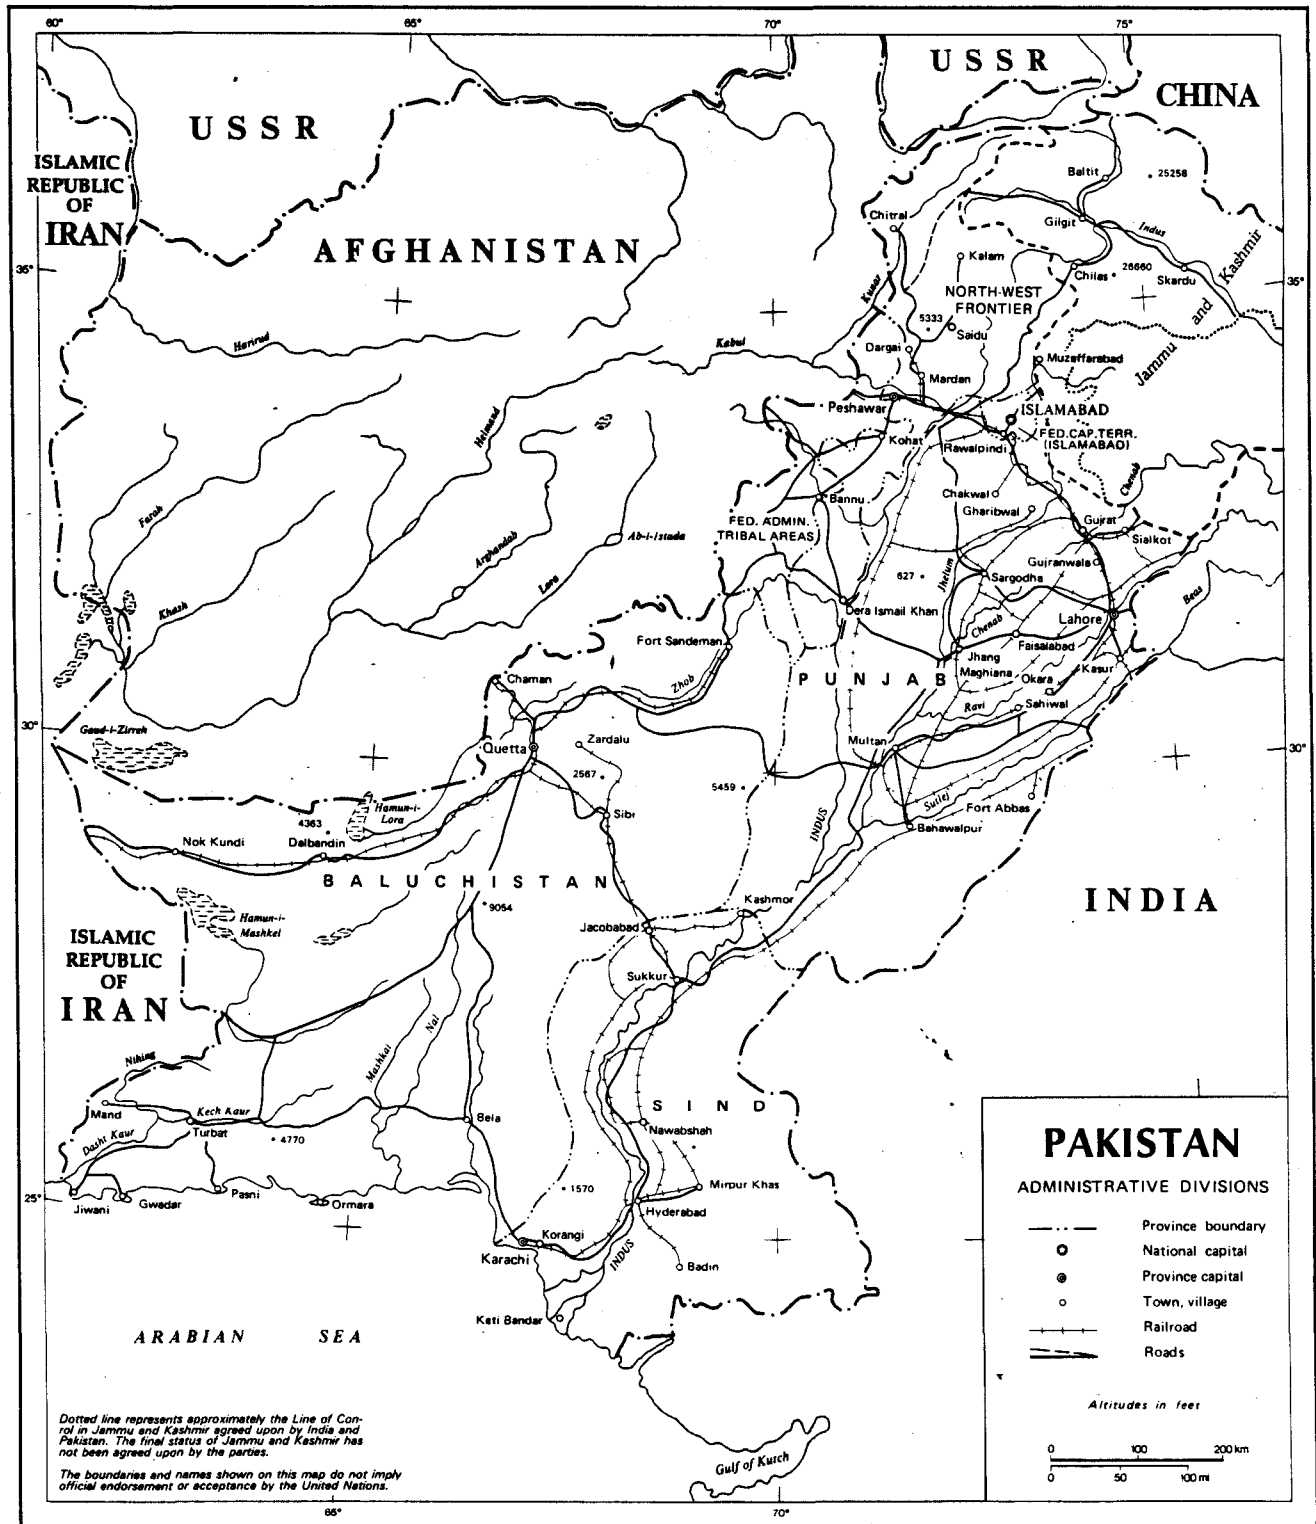 60°
65°
70°
75°
USSR
USSR
CHINA
ISLAMIC
REPUBLIC
OF
IRAN
AFGHANISTAN
Baltit
25258
Chitral
Gilgit
Indus
35°
35°
Kalam
Chilas
26660
Skardu
Jammu and Kashmir
Kunar
NORTH-WEST
FRONTIER
5333
Saidu
Harirud
Kabul
Dargai
Muzaffarabad
Mardan
Peshawar
ISLAMABAD
Helmand
Kohat
FED.CAP.TERR.
(ISLAMABAD)
Rawalpindi
Chenab
Bannu
Chakwal
Gharibwal
Farah
FED. ADMIN.
TRIBAL AREAS
Gujrat
Sialkot
Arghandab
Ab-i-Istada
Gujranwala
627
Jhelum
Sargodha
Lora
Khash
Dera Ismail Khan
Beas
Chenab
Lahore
Fort Sandeman
Faisalabad
Jhang
Maghiana
Kasur
Chaman
Zhob
PUNJAB
Okara
Ravi
Sahiwal
30°
30°
Gaud-i-Zirreh
Quetta
Zardalu
Multan
2567
5459
Sutlej
Fort Abbas
Hamun-i-
Lora
Sibi
INDUS
Bahawalpur
4363
Nok Kundi
Dalbandin
BALUCHISTAN
INDIA
9054
Kashmor
Hamun-i-
Mashkel
Jacobabad
ISLAMIC
REPUBLIC
OF
IRAN
Sukkur
Nal
Mashkai
Nihing
Mand
Kech Kaur
Bela
SIND
Turbat
Nawabshah
Dasht Kaur
4770
25°
Jiwani
Gwadar
Pasni
Ormara
1570
Mirpur Khas
Hyderabad
Korangi
Karachi
INDUS
Badin
Keti Bandar
ARABIAN SEA
Gulf of Kutch
PAKISTAN
ADMINISTRATIVE DIVISIONS
Province boundary
National capital
Province capital
Town, village
Railroad
Roads
Altitudes in feet
0 100 200 km
0 50 100 mi
Dotted line represents approximately the Line of Con-
rol in Jammu and Kashmir agreed upon by India and
Pakistan. The final status of Jammu and Kashmir has
not been agreed upon by the parties.
The boundaries and names shown on this map do not imply
official endorsement or acceptance by the United Nations.
65°
70°